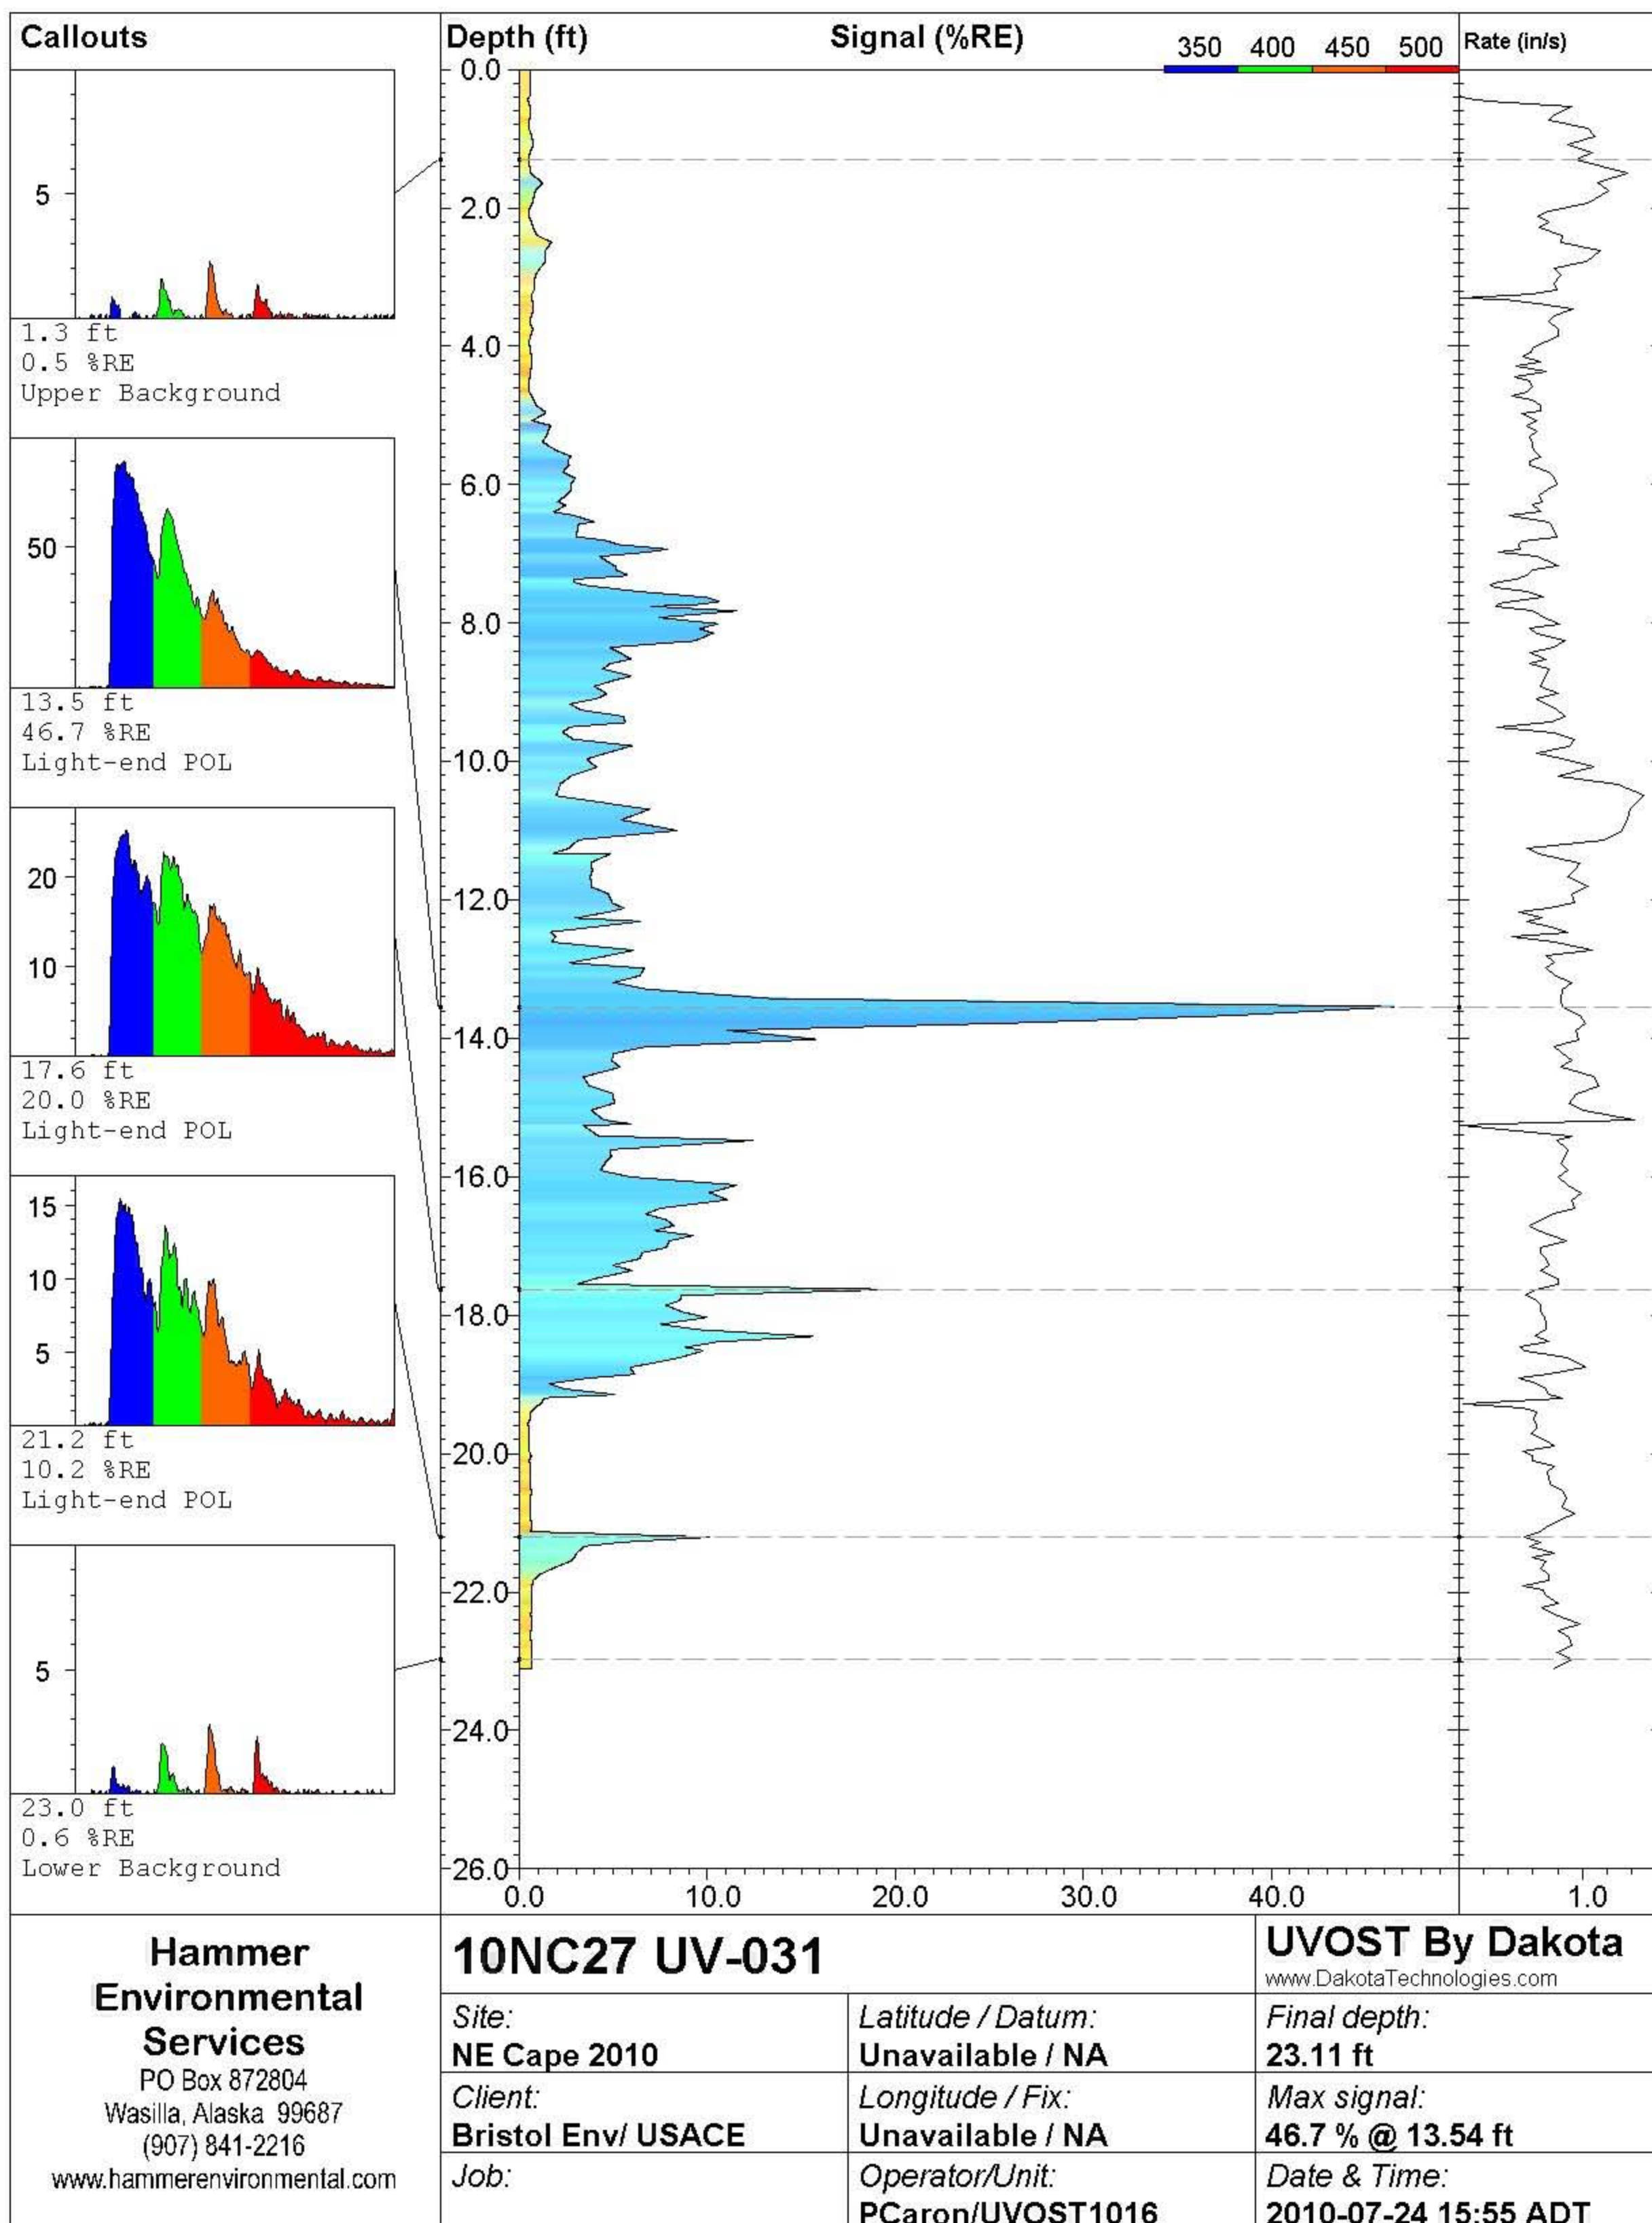 Callouts
Depth (ft)
Signal (%RE)
350 400 450 500
Rate (in/s)
5
1.3 ft
0.5 %RE
Upper Background
50
13.5 ft
46.7 %RE
Light-end POL
20
10
17.6 ft
20.0 %RE
Light-end POL
15
10
5
21.2 ft
10.2 %RE
Light-end POL
5
23.0 ft
0.6 %RE
Lower Background
0.0
2.0
4.0
6.0
8.0
10.0
12.0
14.0
16.0
18.0
20.0
22.0
24.0
26.0
0.0 10.0 20.0 30.0 40.0
1.0
Hammer
Environmental
Services
PO Box 872804
Wasilla, Alaska 99687
(907) 841-2216
www.hammerenvironmental.com
10NC27 UV-031
UVOST By Dakota
www.DakotaTechnologies.com
Site:
NE Cape 2010
Latitude / Datum:
Unavailable / NA
Final depth:
23.11 ft
Client:
Bristol Env/ USACE
Longitude / Fix:
Unavailable / NA
Max signal:
46.7 % @ 13.54 ft
Job:
Operator/Unit:
PCaron/UVOST1016
Date & Time:
2010-07-24 15:55 ADT